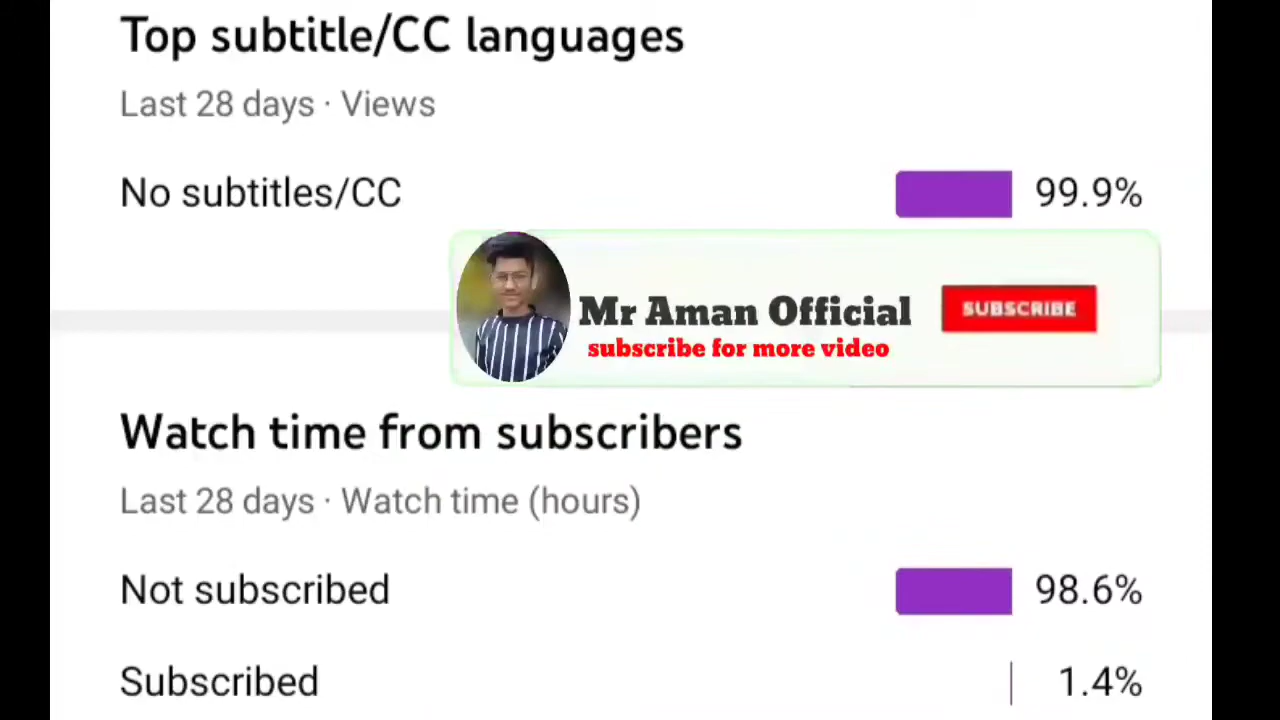 Top subtitle/CC languages
Last 28 days · Views
No subtitles/CC 99.9%
Mr Aman Official
SUBSCRIBE
subscribe for more video
Watch time from subscribers
Last 28 days · Watch time (hours)
Not subscribed 98.6%
Subscribed 1.4%